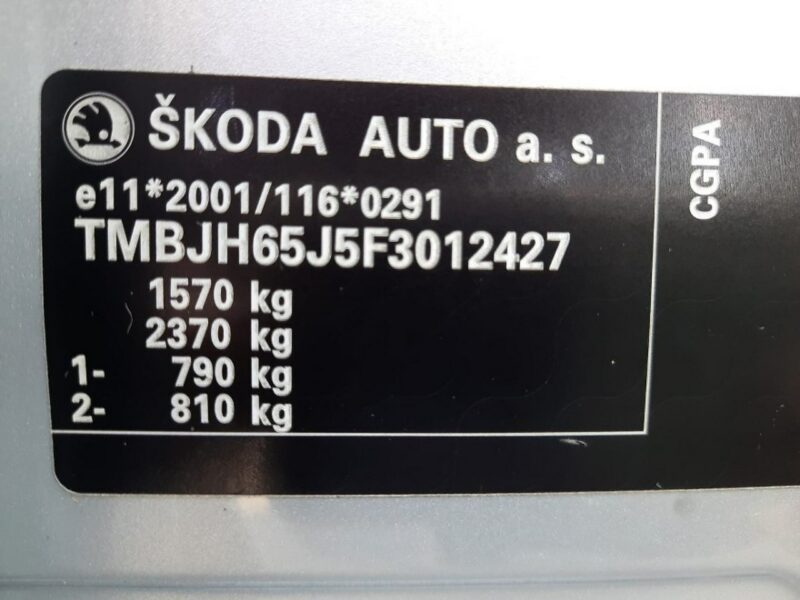 ŠKODA AUTO a. s.
e11*2001/116*0291
TMBJH65J5F3012427
1570 kg
2370 kg
1- 790 kg
2- 810 kg
CGPA